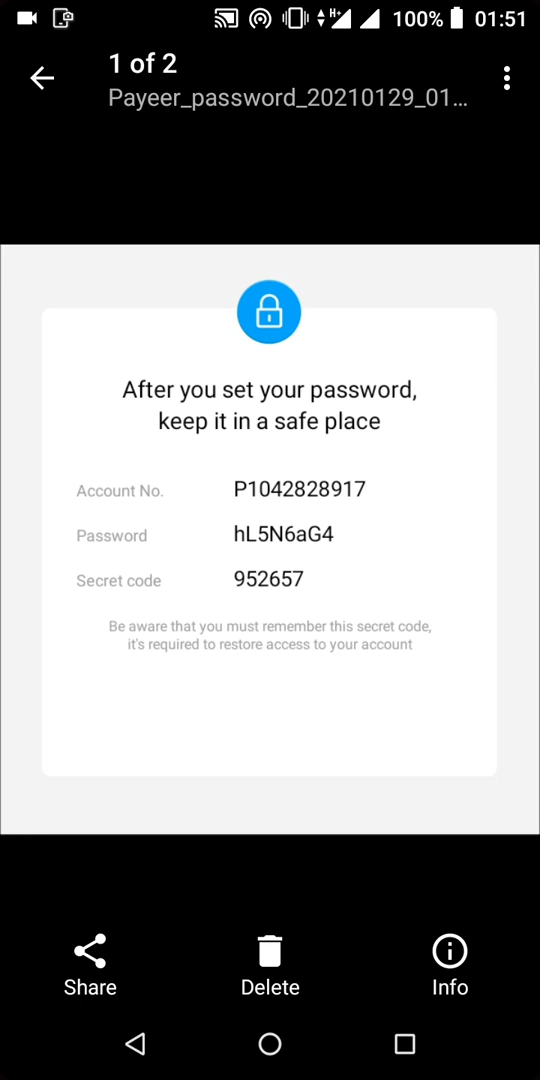 H+ 100% 01:51
1 of 2
Payeer_password_20210129_01...
After you set your password,
keep it in a safe place
Account No. P1042828917
Password hL5N6aG4
Secret code 952657
Be aware that you must remember this secret code,
it's required to restore access to your account
Share Delete Info